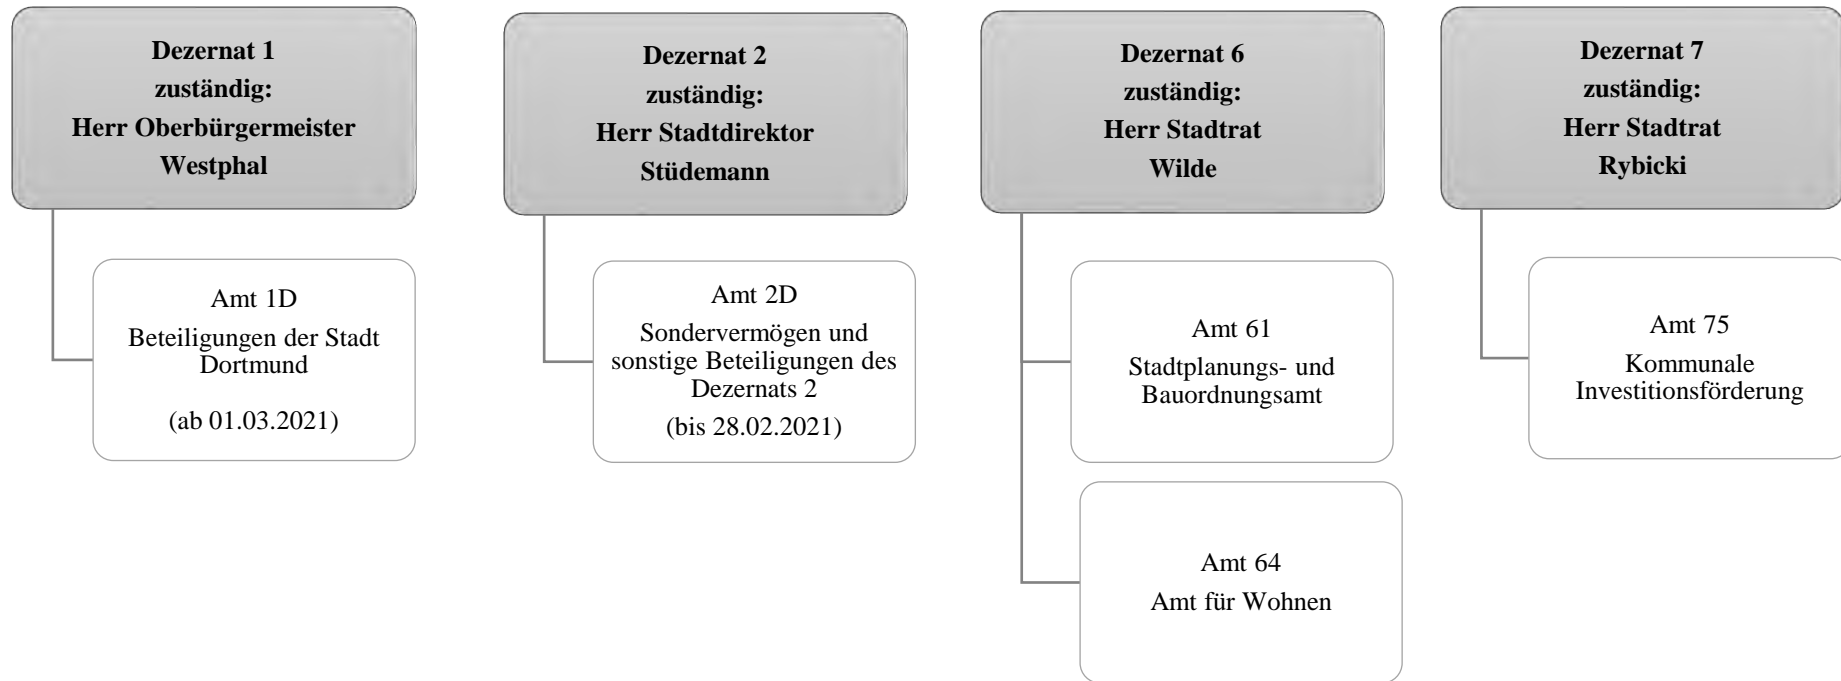 Dezernat 1
zuständig:
Herr Oberbürgermeister
Westphal
Amt 1D
Beteiligungen der Stadt
Dortmund
(ab 01.03.2021)
Dezernat 2
zuständig:
Herr Stadtdirektor
Stüdemann
Amt 2D
Sondervermögen und
sonstige Beteiligungen des
Dezernats 2
(bis 28.02.2021)
Dezernat 6
zuständig:
Herr Stadtrat
Wilde
Amt 61
Stadtplanungs- und
Bauordnungsamt
Amt 64
Amt für Wohnen
Dezernat 7
zuständig:
Herr Stadtrat
Rybicki
Amt 75
Kommunale
Investitionsförderung